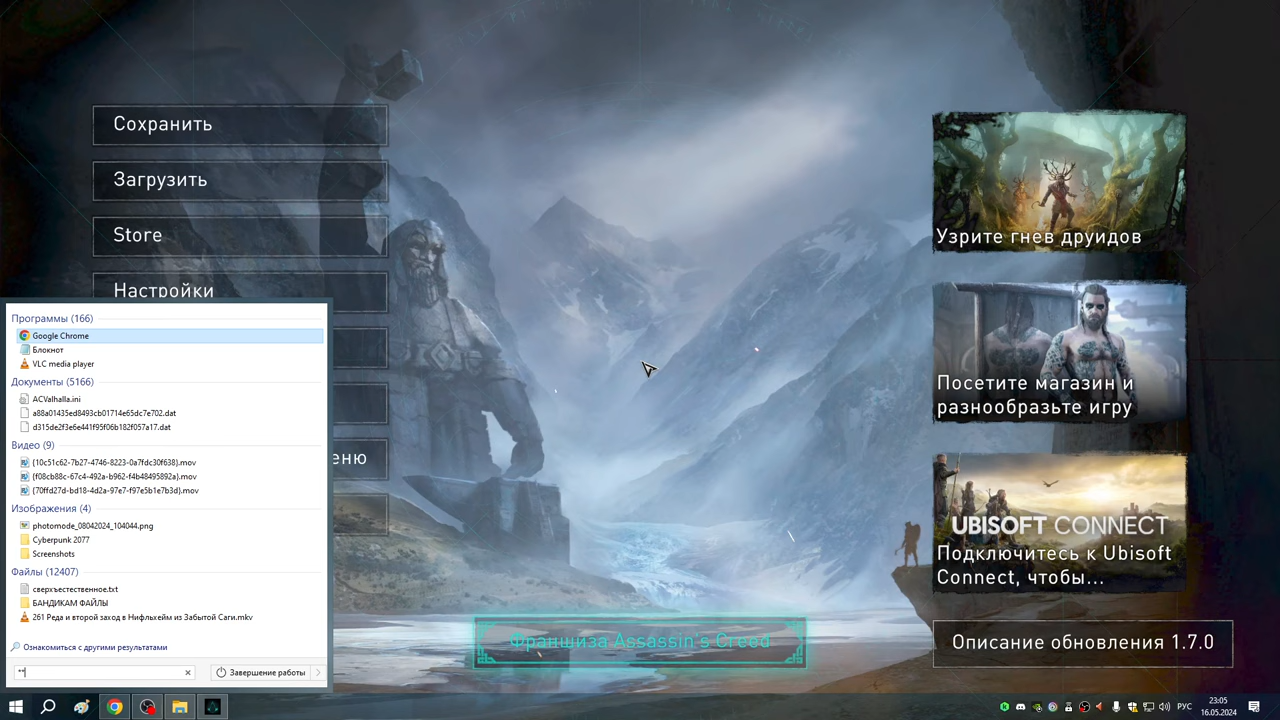 Сохранить
Загрузить
Store
Настройки
еню
Узрите гнев друидов
Посетите магазин и
разнообразьте игру
UBISOFT CONNECT
Подключитесь к Ubisoft
Connect, чтобы...
Франшиза Assassin's Creed
Описание обновления 1.7.0
Программы (166)
Google Chrome
Блокнот
VLC media player
Документы (5166)
ACValhalla.ini
a88a01435ed8493cb01714e65dc7e702.dat
d315de2f3e6e441f95f06b182f057a17.dat
Видео (9)
{10c51c62-7b27-4746-8223-0a7fdc30f638}.mov
{f08cb88c-67c4-492a-b962-f4b48495892a}.mov
{70ffd27d-bd18-4d2a-97e7-f97e5b1e7b3d}.mov
Изображения (4)
photomode_08042024_104044.png
Cyberpunk 2077
Screenshots
Файлы (12407)
сверхъестественное.txt
БАНДИКАМ ФАЙЛЫ
261 Реда и второй заход в Нифльхейм из Забытой Саги.mkv
Ознакомиться с другими результатами
**
Завершение работы
РУС
23:05
16.05.2024